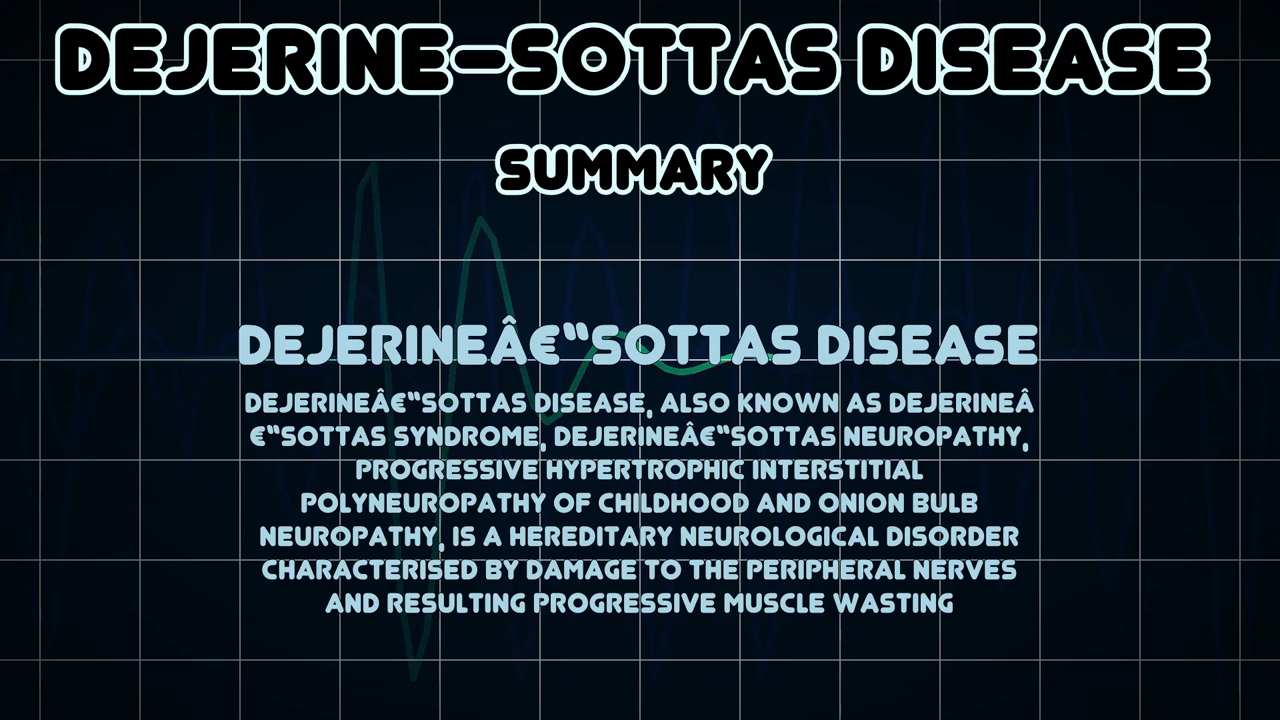 DEJERINE–SOTTAS DISEASE
SUMMARY
DEJERINEÂ€“SOTTAS DISEASE
DEJERINEÂ€“SOTTAS DISEASE, ALSO KNOWN AS DEJERINEÂ
€“SOTTAS SYNDROME, DEJERINEÂ€“SOTTAS NEUROPATHY,
PROGRESSIVE HYPERTROPHIC INTERSTITIAL
POLYNEUROPATHY OF CHILDHOOD AND ONION BULB
NEUROPATHY, IS A HEREDITARY NEUROLOGICAL DISORDER
CHARACTERISED BY DAMAGE TO THE PERIPHERAL NERVES
AND RESULTING PROGRESSIVE MUSCLE WASTING